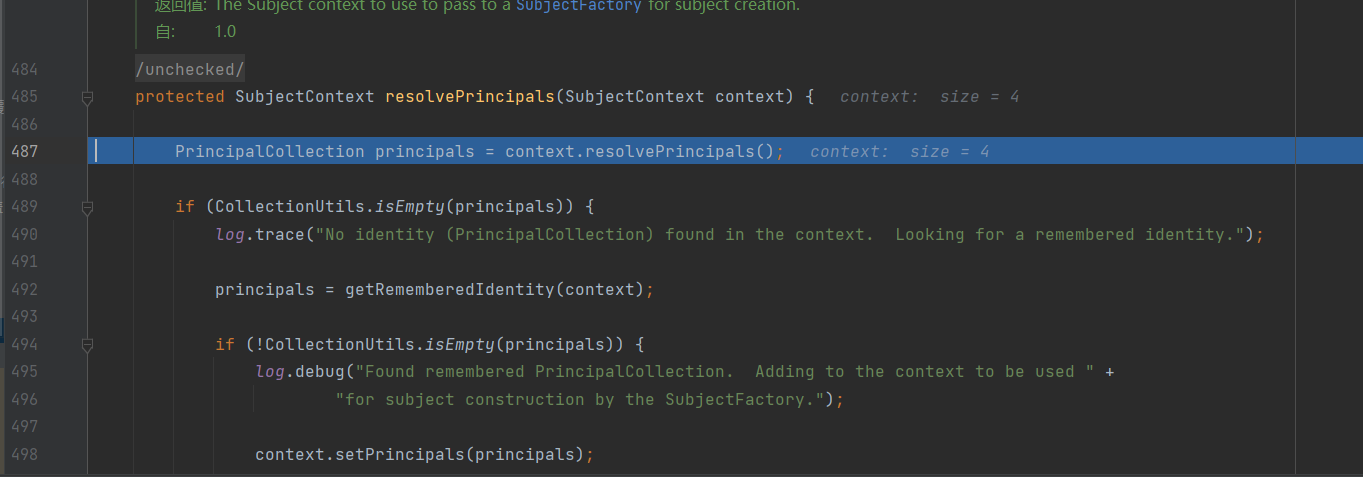 返回值: The Subject context to use to pass to a SubjectFactory for subject creation.
自: 1.0
484 /unchecked/
485 protected SubjectContext resolvePrincipals(SubjectContext context) { context: size = 4
486
487 PrincipalCollection principals = context.resolvePrincipals(); context: size = 4
488
489 if (CollectionUtils.isEmpty(principals)) {
490 log.trace("No identity (PrincipalCollection) found in the context.  Looking for a remembered identity.");
491
492 principals = getRememberedIdentity(context);
493
494 if (!CollectionUtils.isEmpty(principals)) {
495 log.debug("Found remembered PrincipalCollection.  Adding to the context to be used " +
496 "for subject construction by the SubjectFactory.");
497
498 context.setPrincipals(principals);